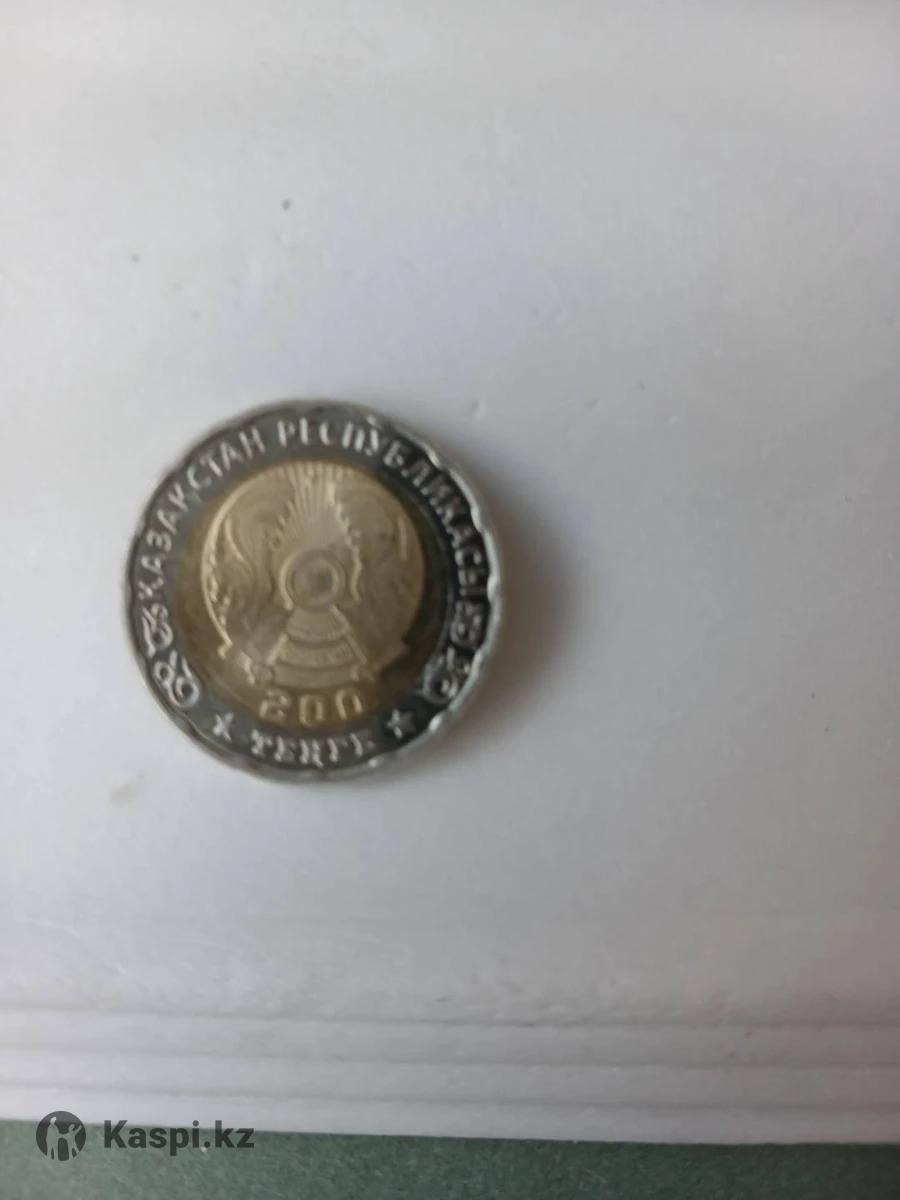 ҚАЗАҚСТАН РЕСПУБЛИКАСЫ
200
ТЕҢГЕ
Kaspi.kz